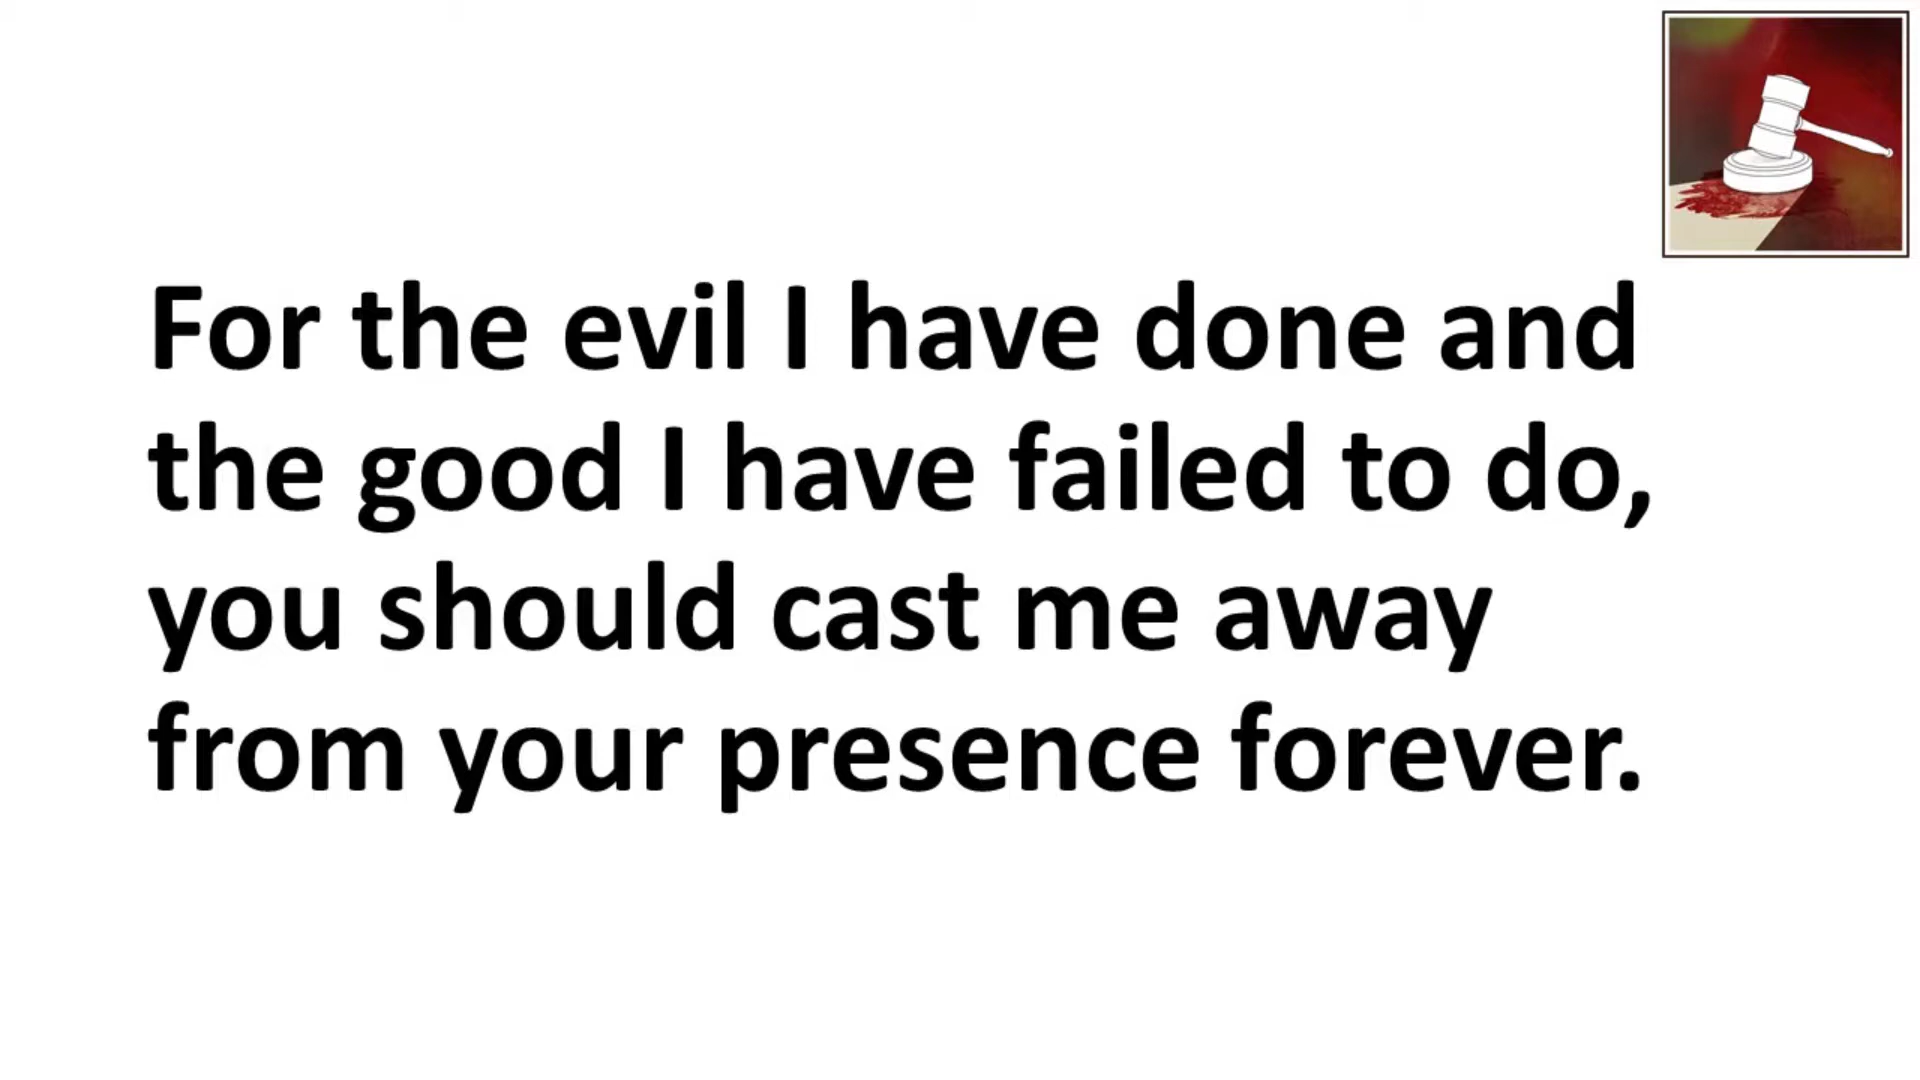 For the evil I have done and
the good I have failed to do,
you should cast me away
from your presence forever.